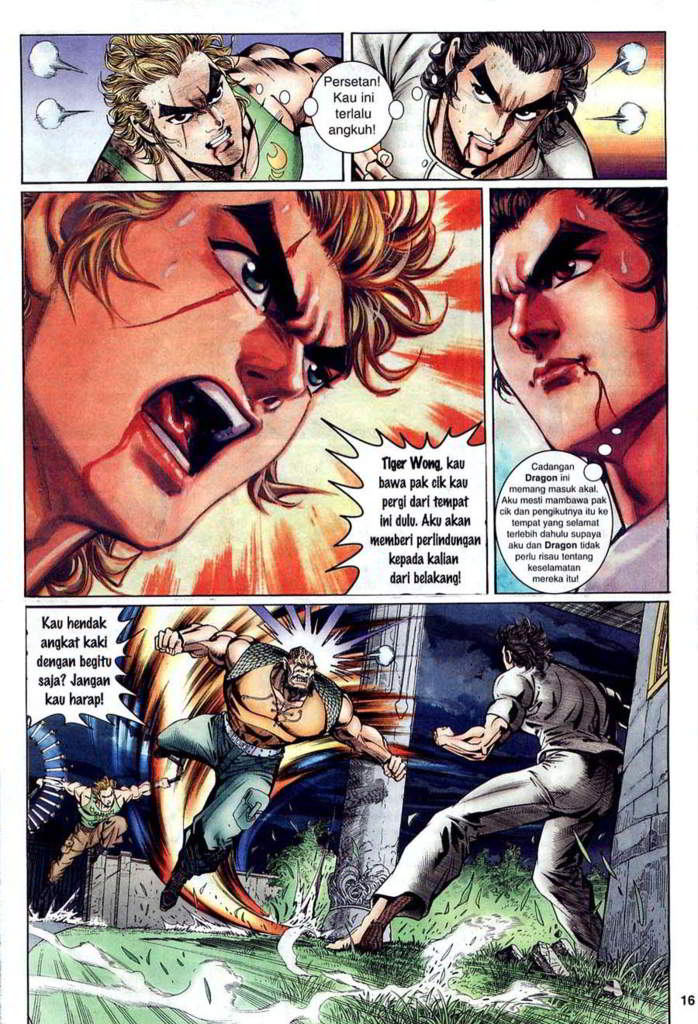 Persetan!
Kau ini
terlalu
angkuh!
Tiger Wong, kau
bawa pak cik kau
pergi dari tempat
ini dulu. Aku akan
memberi perlindungan
kepada kalian
dari belakang!
Cadangan
Dragon ini
memang masuk akal.
Aku mesti mambawa pak
cik dan pengikutnya itu ke
tempat yang selamat
terlebih dahulu supaya
aku dan Dragon tidak
perlu risau tentang
keselamatan
mereka itu!
Kau hendak
angkat kaki
dengan begitu
saja? Jangan
kau harap!
16